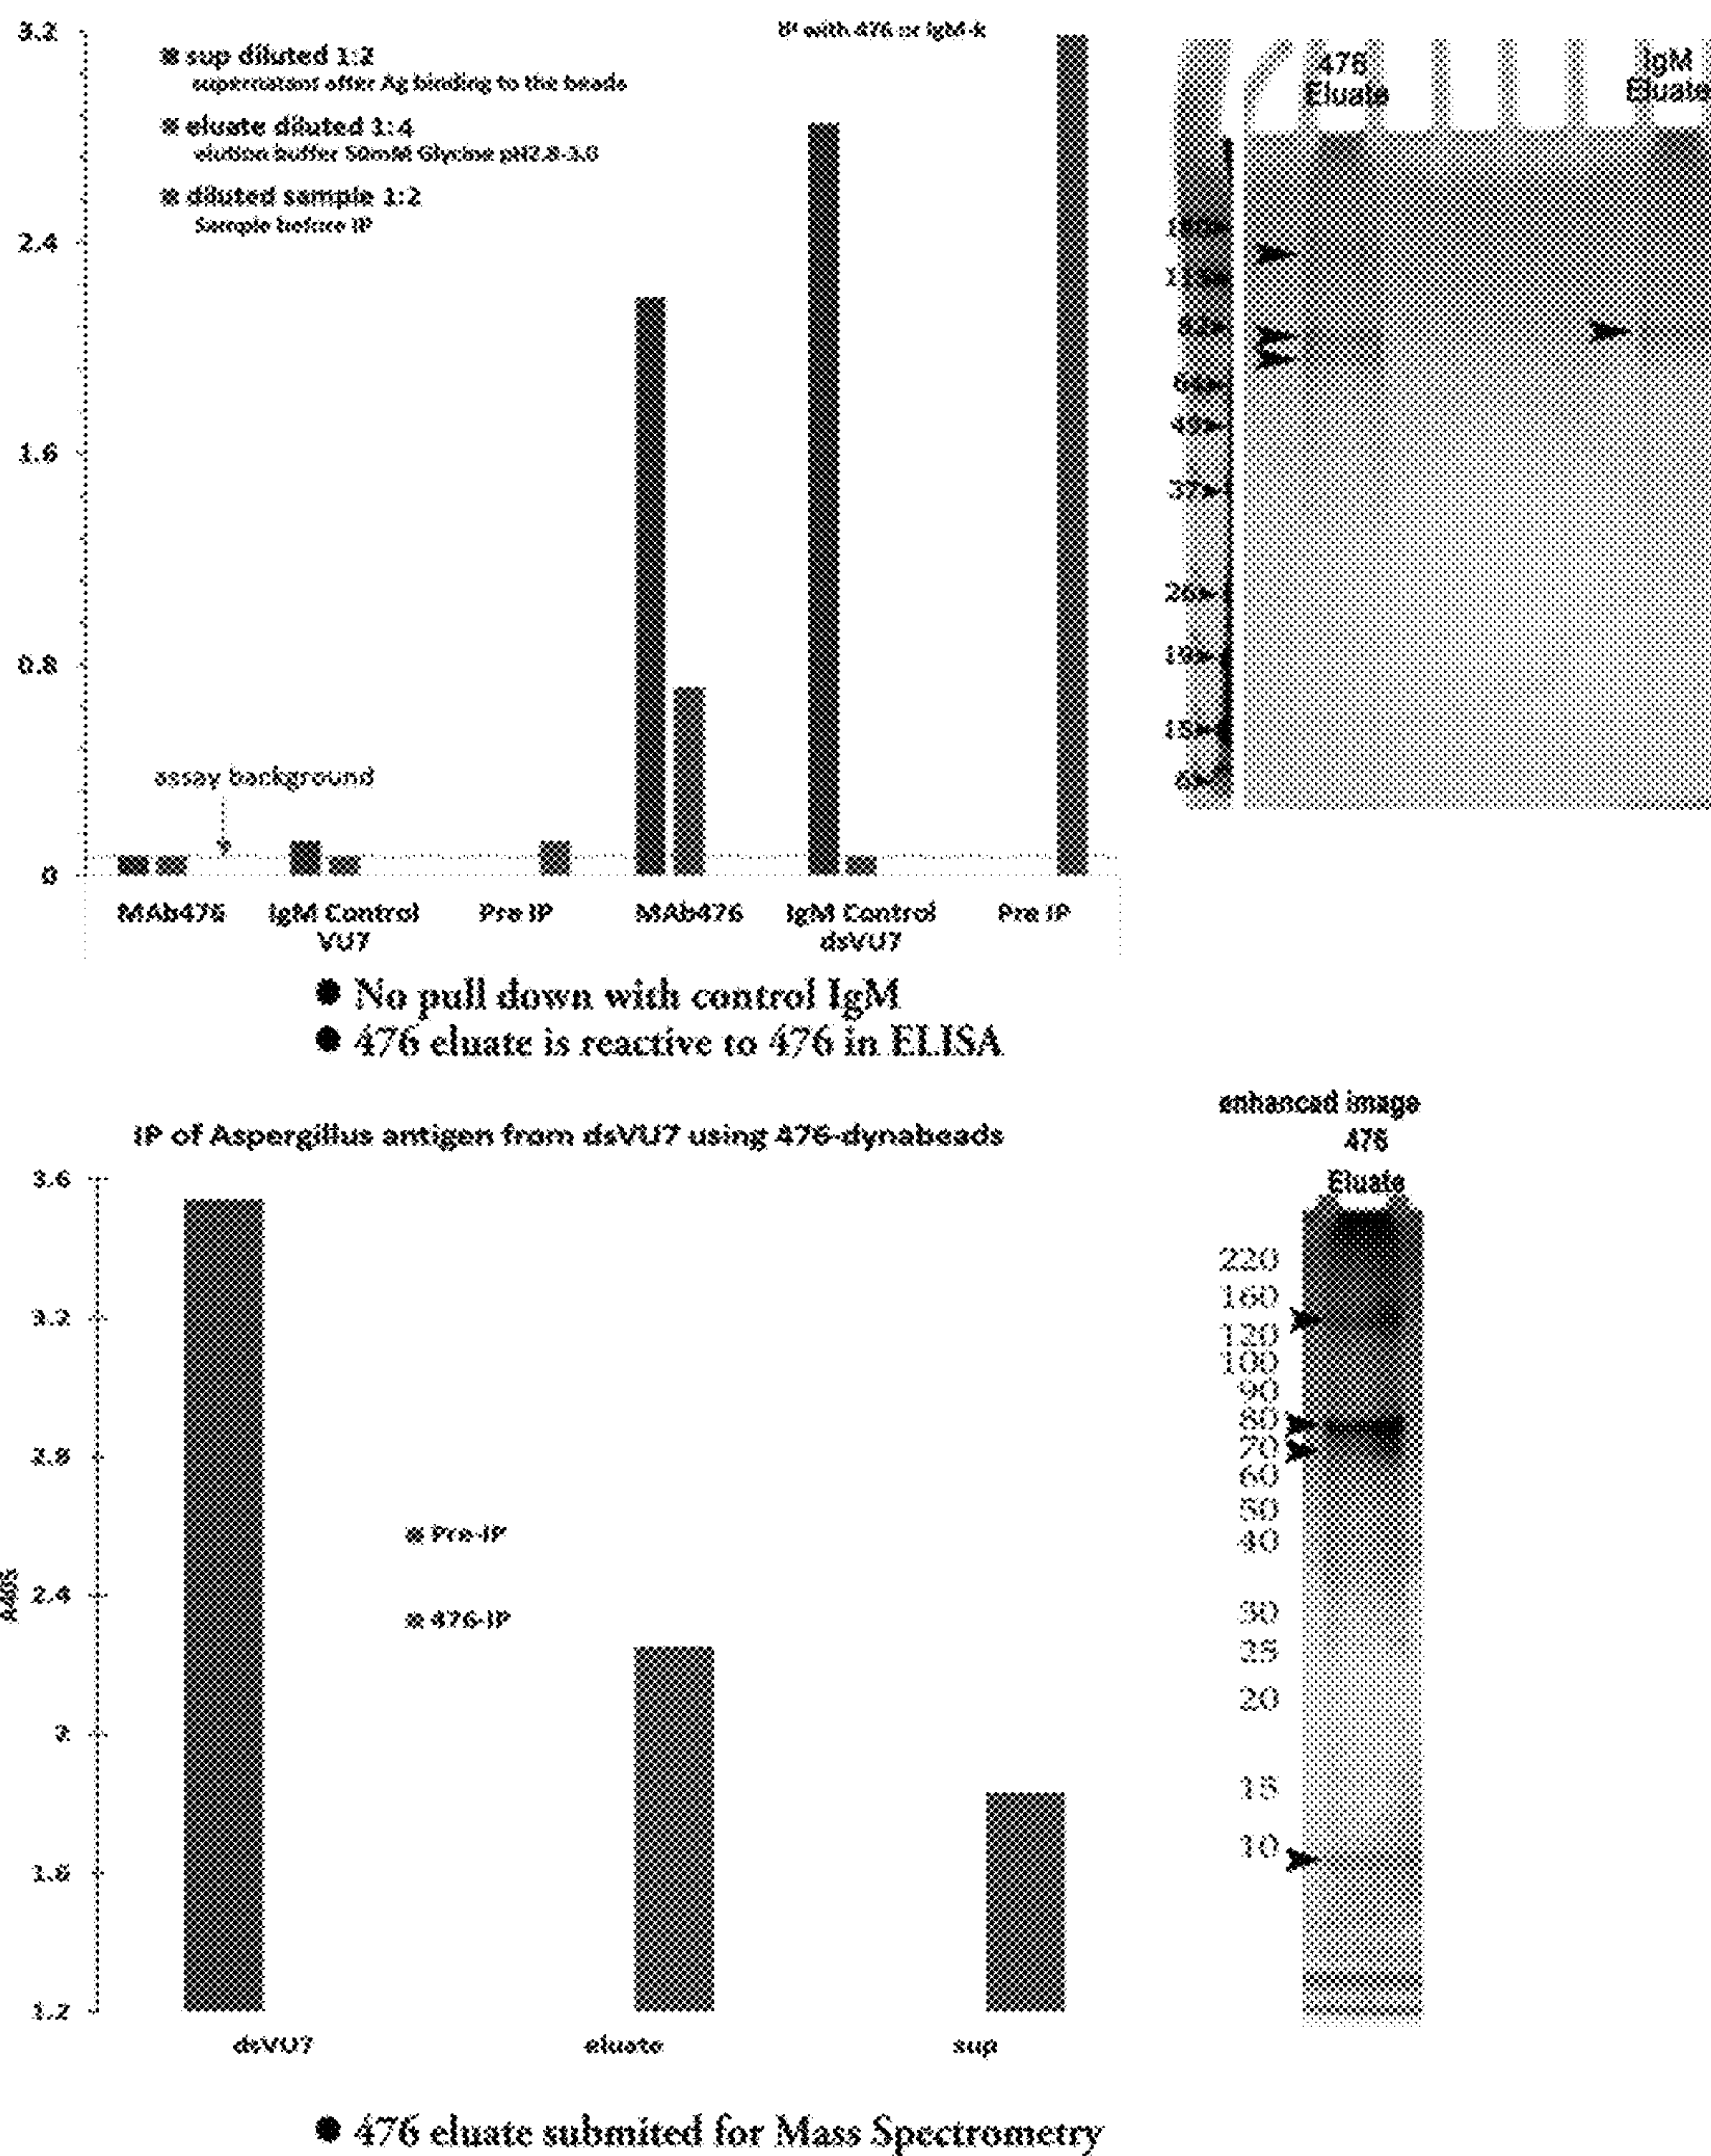 3.2
IP with 476 or IgM-k
sup diluted 1:2
supernatant after Ag binding to the beads
eluate diluted 1:4
elution buffer 50mM Glycine pH2.8-3.0
diluted sample 1:2
Sample before IP
2.4
1.6
0.8
assay background
0
MAb476 IgM Control Pre IP MAb476 IgM Control Pre IP
VU7 dsVU7
476 IgM
Eluate Eluate
180
115
82
64
49
37
26
19
15
6
● No pull down with control IgM
● 476 eluate is reactive to 476 in ELISA
IP of Aspergillus antigen from dsVU7 using 476-dynabeads
3.6
3.2
2.8
Pre-IP
A405
2.4
476-IP
2
1.6
1.2
dsVU7 eluate sup
enhanced image
476
Eluate
220
160
120
100
90
80
70
60
50
40
30
25
20
15
10
● 476 eluate submited for Mass Spectrometry